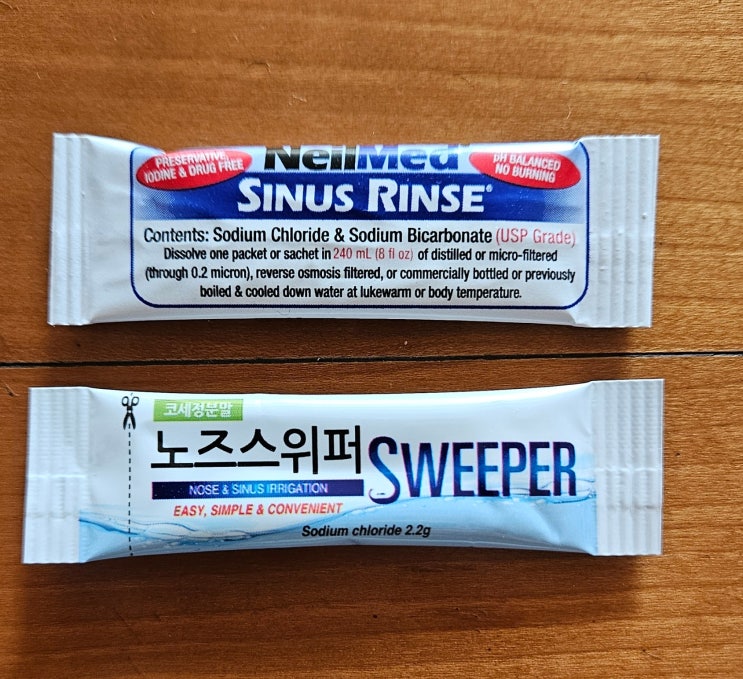 PRESERVATIVE,
IODINE & DRUG FREE
NeilMed®
pH BALANCED
NO BURNING
SINUS RINSE®
Contents: Sodium Chloride & Sodium Bicarbonate (USP Grade)
Dissolve one packet or sachet in 240 mL (8 fl oz) of distilled or micro-filtered
(through 0.2 micron), reverse osmosis filtered, or commercially bottled or previously
boiled & cooled down water at lukewarm or body temperature.
코세정분말
노즈스위퍼 SWEEPER
NOSE & SINUS IRRIGATION
EASY, SIMPLE & CONVENIENT
Sodium chloride 2.2g